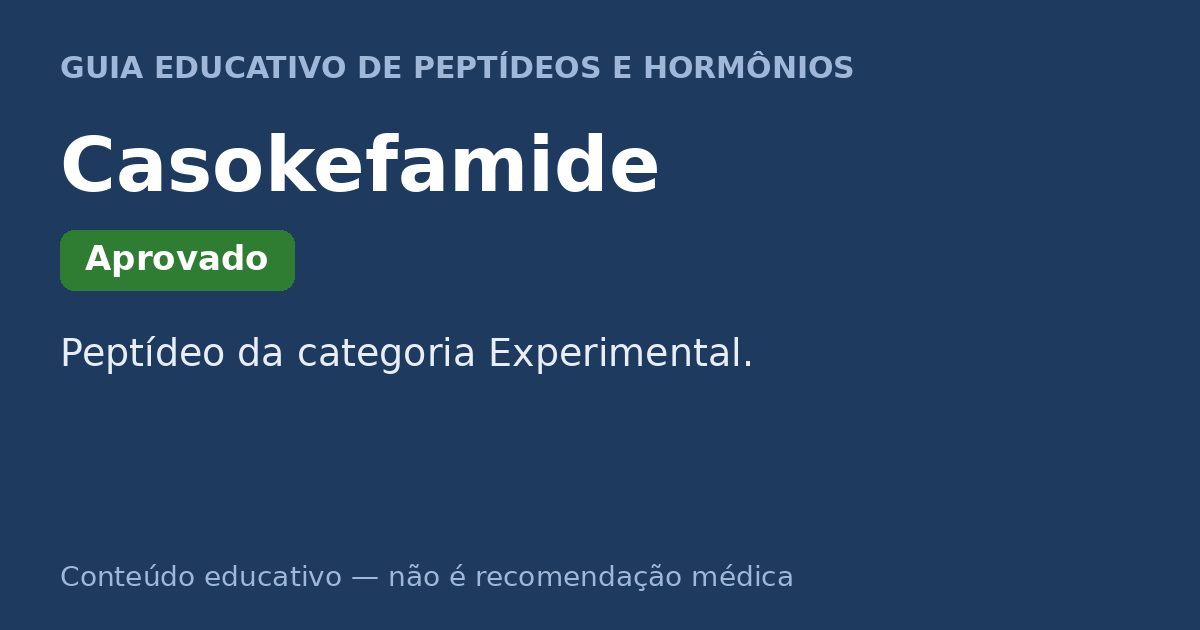 GUIA EDUCATIVO DE PEPTÍDEOS E HORMÔNIOS
Casokefamide
Aprovado
Peptídeo da categoria Experimental.
Conteúdo educativo — não é recomendação médica